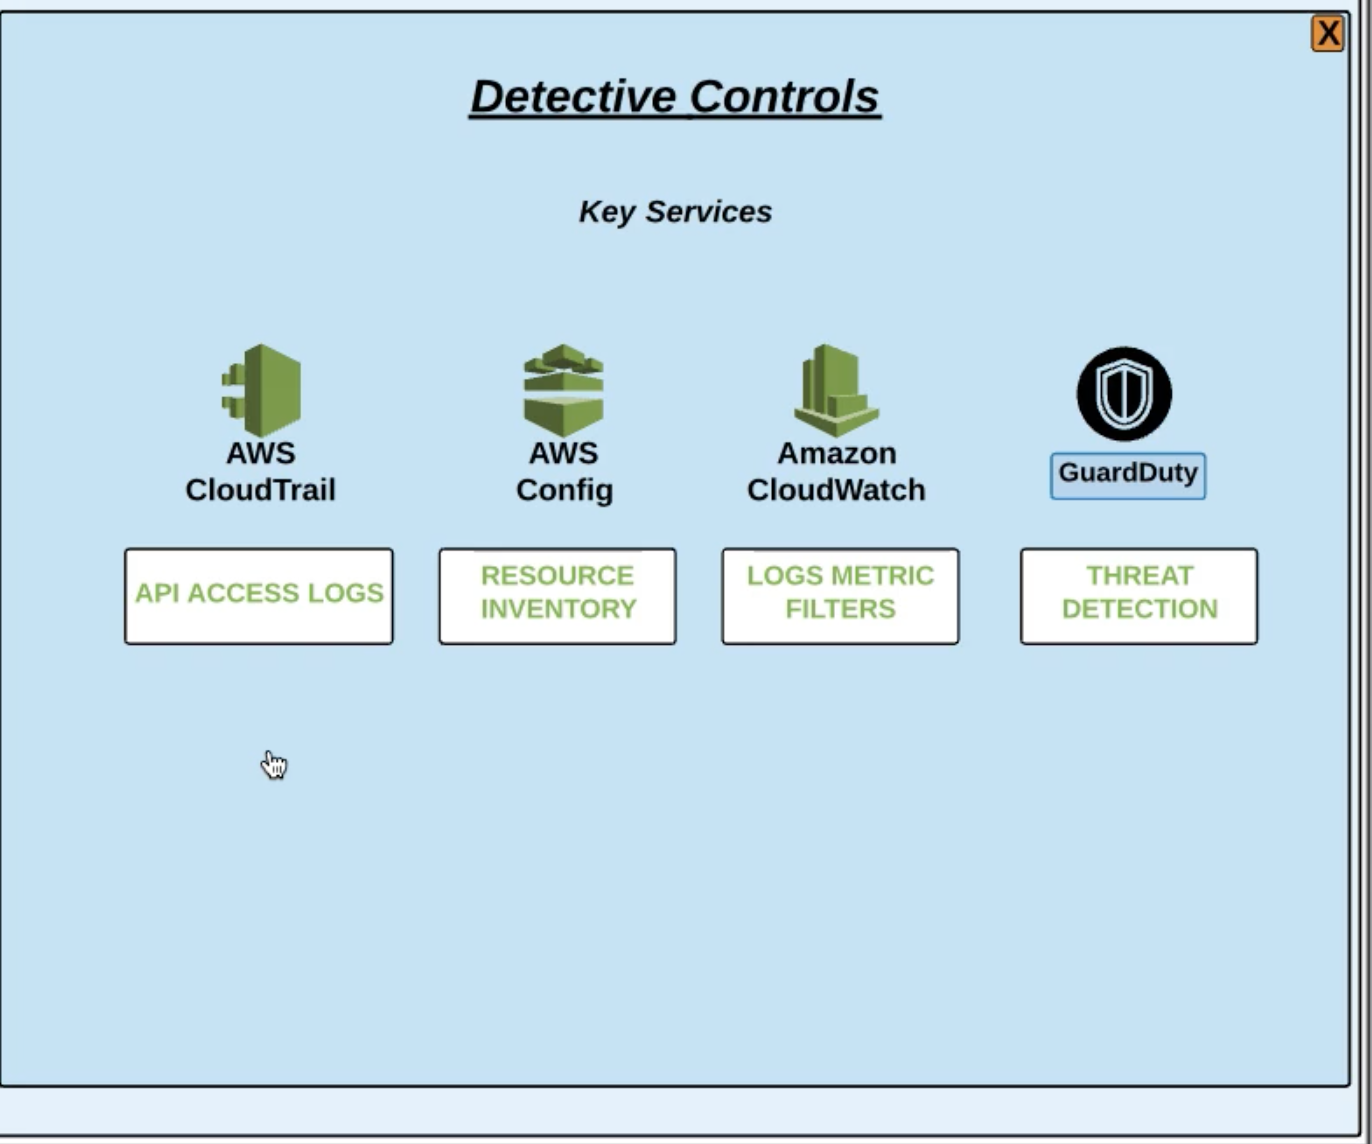 X
Detective Controls
Key Services
AWS
CloudTrail
AWS
Config
Amazon
CloudWatch
GuardDuty
API ACCESS LOGS
RESOURCE
INVENTORY
LOGS METRIC
FILTERS
THREAT
DETECTION